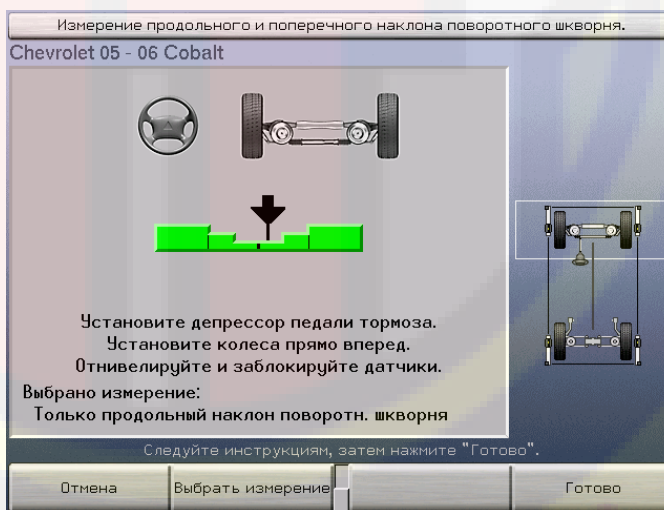 Измерение продольного и поперечного наклона поворотного шкворня.
Chevrolet 05 - 06 Cobalt
Установите депрессор педали тормоза.
Установите колеса прямо вперед.
Отнивелируйте и заблокируйте датчики.
Выбрано измерение:
Только продольный наклон поворотн. шкворня
Следуйте инструкциям, затем нажмите "Готово".
Отмена
Выбрать измерение
Готово